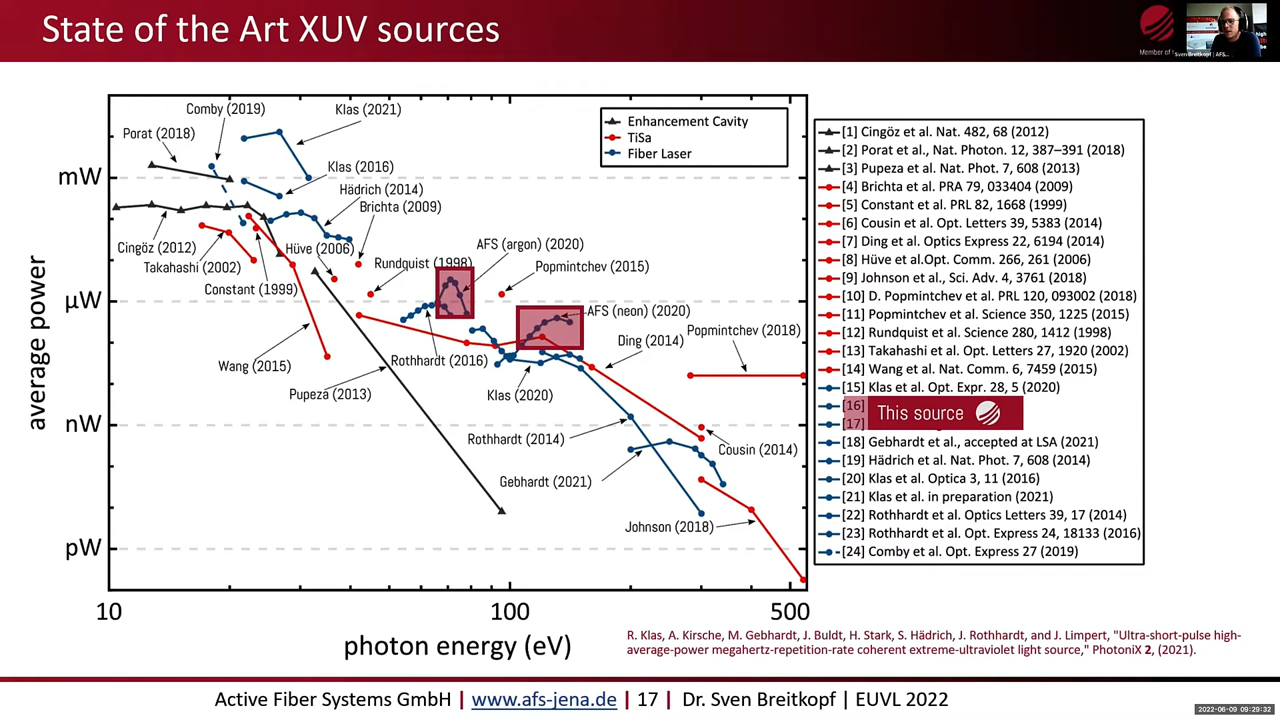 State of the Art XUV sources
Member of
Sven Breitkopf | AFS...
Comby (2019)
Klas (2021)
Porat (2018)
Enhancement Cavity
TiSa
Fiber Laser
mW
Klas (2016)
Hädrich (2014)
Brichta (2009)
Cingöz (2012)
Hüve (2006)
AFS (argon) (2020)
Takahashi (2002)
Rundquist (1998)
Popmintchev (2015)
Constant (1999)
µW
AFS (neon) (2020)
Popmintchev (2018)
Ding (2014)
Wang (2015)
Rothhardt (2016)
Pupeza (2013)
Klas (2020)
nW
Rothhardt (2014)
Cousin (2014)
Gebhardt (2021)
Johnson (2018)
pW
average power
10
100
500
photon energy (eV)
[1] Cingöz et al. Nat. 482, 68 (2012)
[2] Porat et al., Nat Photon. 12, 387–391 (2018)
[3] Pupeza et al. Nat. Phot. 7, 608 (2013)
[4] Brichta et al. PRA 79, 033404 (2009)
[5] Constant et al. PRL 82, 1668 (1999)
[6] Cousin et al. Opt. Letters 39, 5383 (2014)
[7] Ding et al. Optics Express 22, 6194 (2014)
[8] Hüve et al.Opt. Comm. 266, 261 (2006)
[9] Johnson et al., Sci. Adv. 4, 3761 (2018)
[10] D. Popmintchev et al. PRL 120, 093002 (2018)
[11] Popmintchev et al. Science 350, 1225 (2015)
[12] Rundquist et al. Science 280, 1412 (1998)
[13] Takahashi et al. Opt. Letters 27, 1920 (2002)
[14] Wang et al. Nat. Comm. 6, 7459 (2015)
[15] Klas et al. Opt. Expr. 28, 5 (2020)
[16]
This source
[17]
[18] Gebhardt et al., accepted at LSA (2021)
[19] Hädrich et al. Nat. Phot. 7, 608 (2014)
[20] Klas et al. Optica 3, 11 (2016)
[21] Klas et al. in preparation (2021)
[22] Rothhardt et al. Optics Letters 39, 17 (2014)
[23] Rothhardt et al. Opt. Express 24, 18133 (2016)
[24] Comby et al. Opt. Express 27 (2019)
R. Klas, A. Kirsche, M. Gebhardt, J. Buldt, H. Stark, S. Hädrich, J. Rothhardt, and J. Limpert, "Ultra-short-pulse high-
average-power megahertz-repetition-rate coherent extreme-ultraviolet light source," PhotoniX 2, (2021).
Active Fiber Systems GmbH | www.afs-jena.de | 17 | Dr. Sven Breitkopf | EUVL 2022
2022-06-09 09:29:32